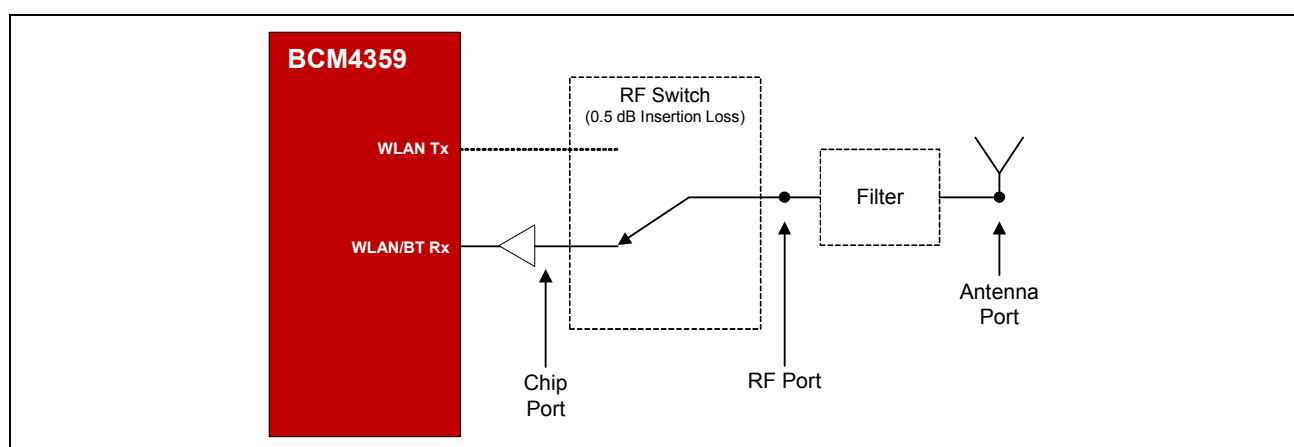 BCM4359
RF Switch
(0.5 dB Insertion Loss)
WLAN Tx
Filter
WLAN/BT Rx
Chip
Port
RF Port
Antenna
Port